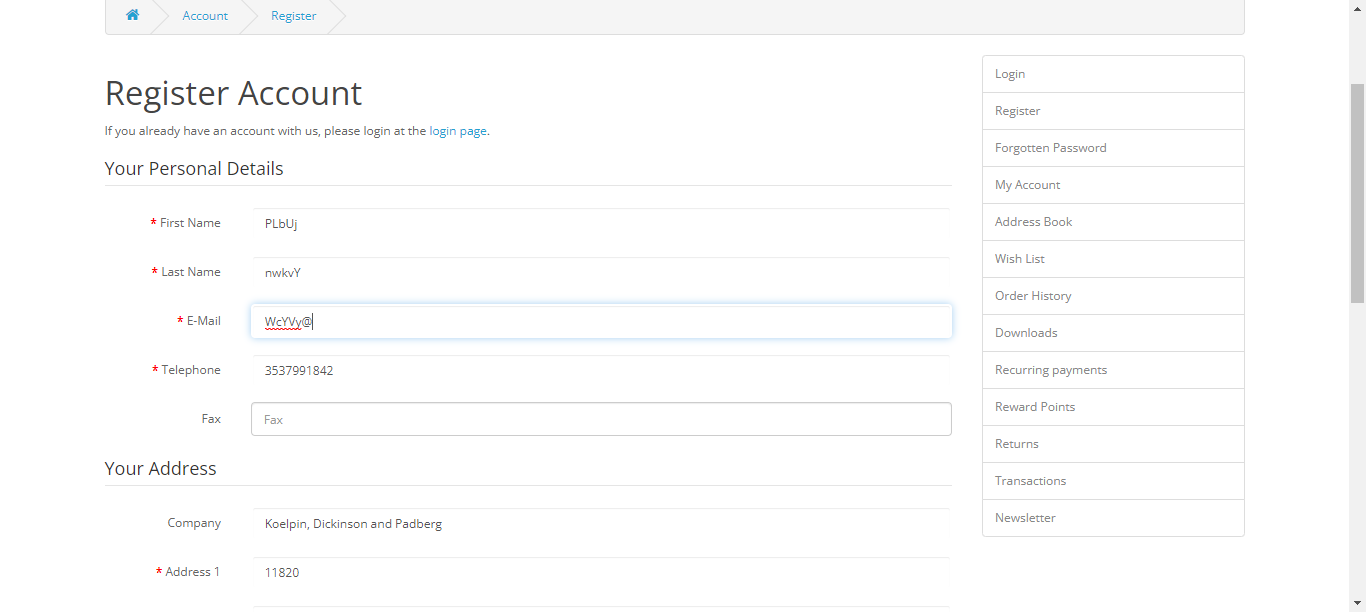 Account Register
Register Account
If you already have an account with us, please login at the login page.
Your Personal Details
* First Name PLbUj
* Last Name nwkvY
* E-Mail WcYVy@
* Telephone 3537991842
Fax Fax
Your Address
Company Koelpin, Dickinson and Padberg
* Address 1 11820
Login
Register
Forgotten Password
My Account
Address Book
Wish List
Order History
Downloads
Recurring payments
Reward Points
Returns
Transactions
Newsletter